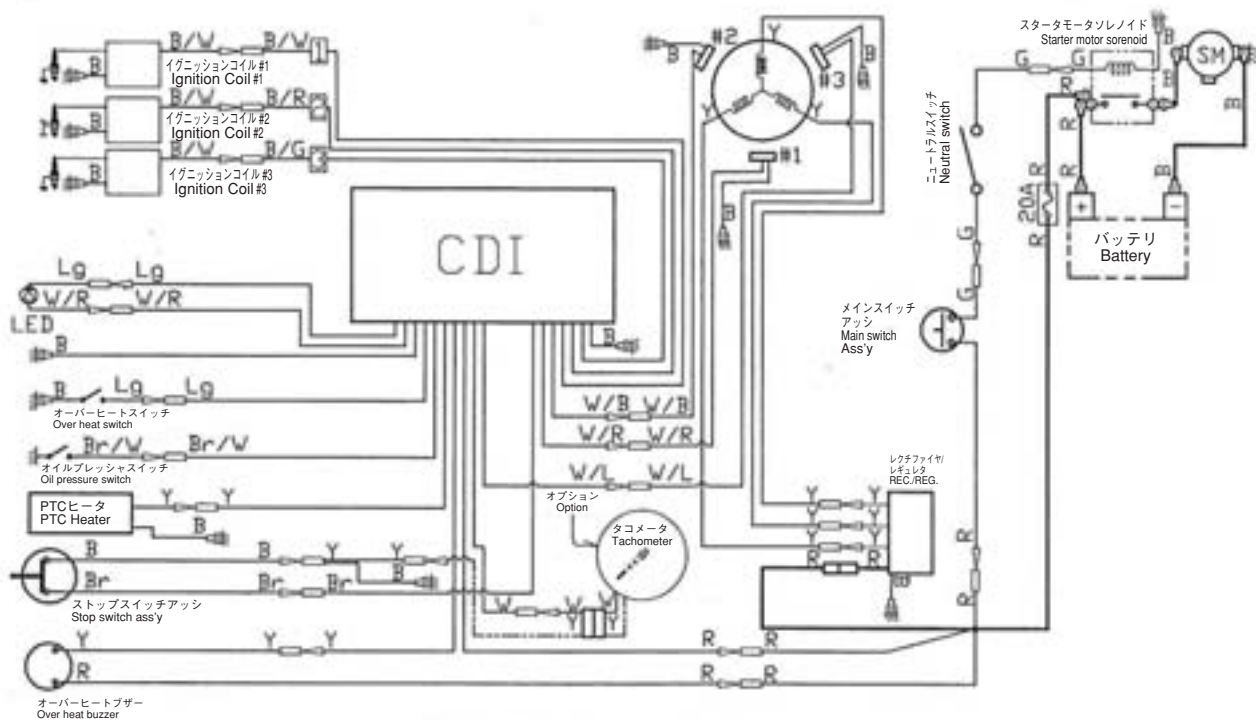 B/W B/W 1
イグニッションコイル #1
Ignition Coil #1
B
B/W B/R 2
イグニッションコイル #2
Ignition Coil #2
B
B/W B/G 3
イグニッションコイル #3
Ignition Coil #3
B
#2
B
Y
B
#3
Y Y
#1
B
スタータモータソレノイド
Starter motor sorenoid
B
G G
SM
R
B
B
ニュートラルスイッチ
Neutral switch
R R B
R
20A
R
+ -
バッテリ
Battery
G
G
メインスイッチ
アッシ
Main switch
Ass'y
CDI
Lg Lg
W/R W/R
LED
B
B
B Lg Lg
オーバーヒートスイッチ
Over heat switch
Br/W Br/W
オイルプレッシャスイッチ
Oil pressure switch
PTCヒータ
PTC Heater
Y Y
B
W/B W/B
W/R W/R
W/L W/L
オプション
Option
タコメータ
Tachometer
レクチファイヤ/
レギュレタ
REC./REG.
Y Y
Y Y
Y Y
R R
B
R
R
B B Y Y
B
Br Br Br
ストップスイッチアッシ
Stop switch ass'y
W W W
Y Y
Y Y Y
R R
R R R
オーバーヒートブザー
Over heat buzzer